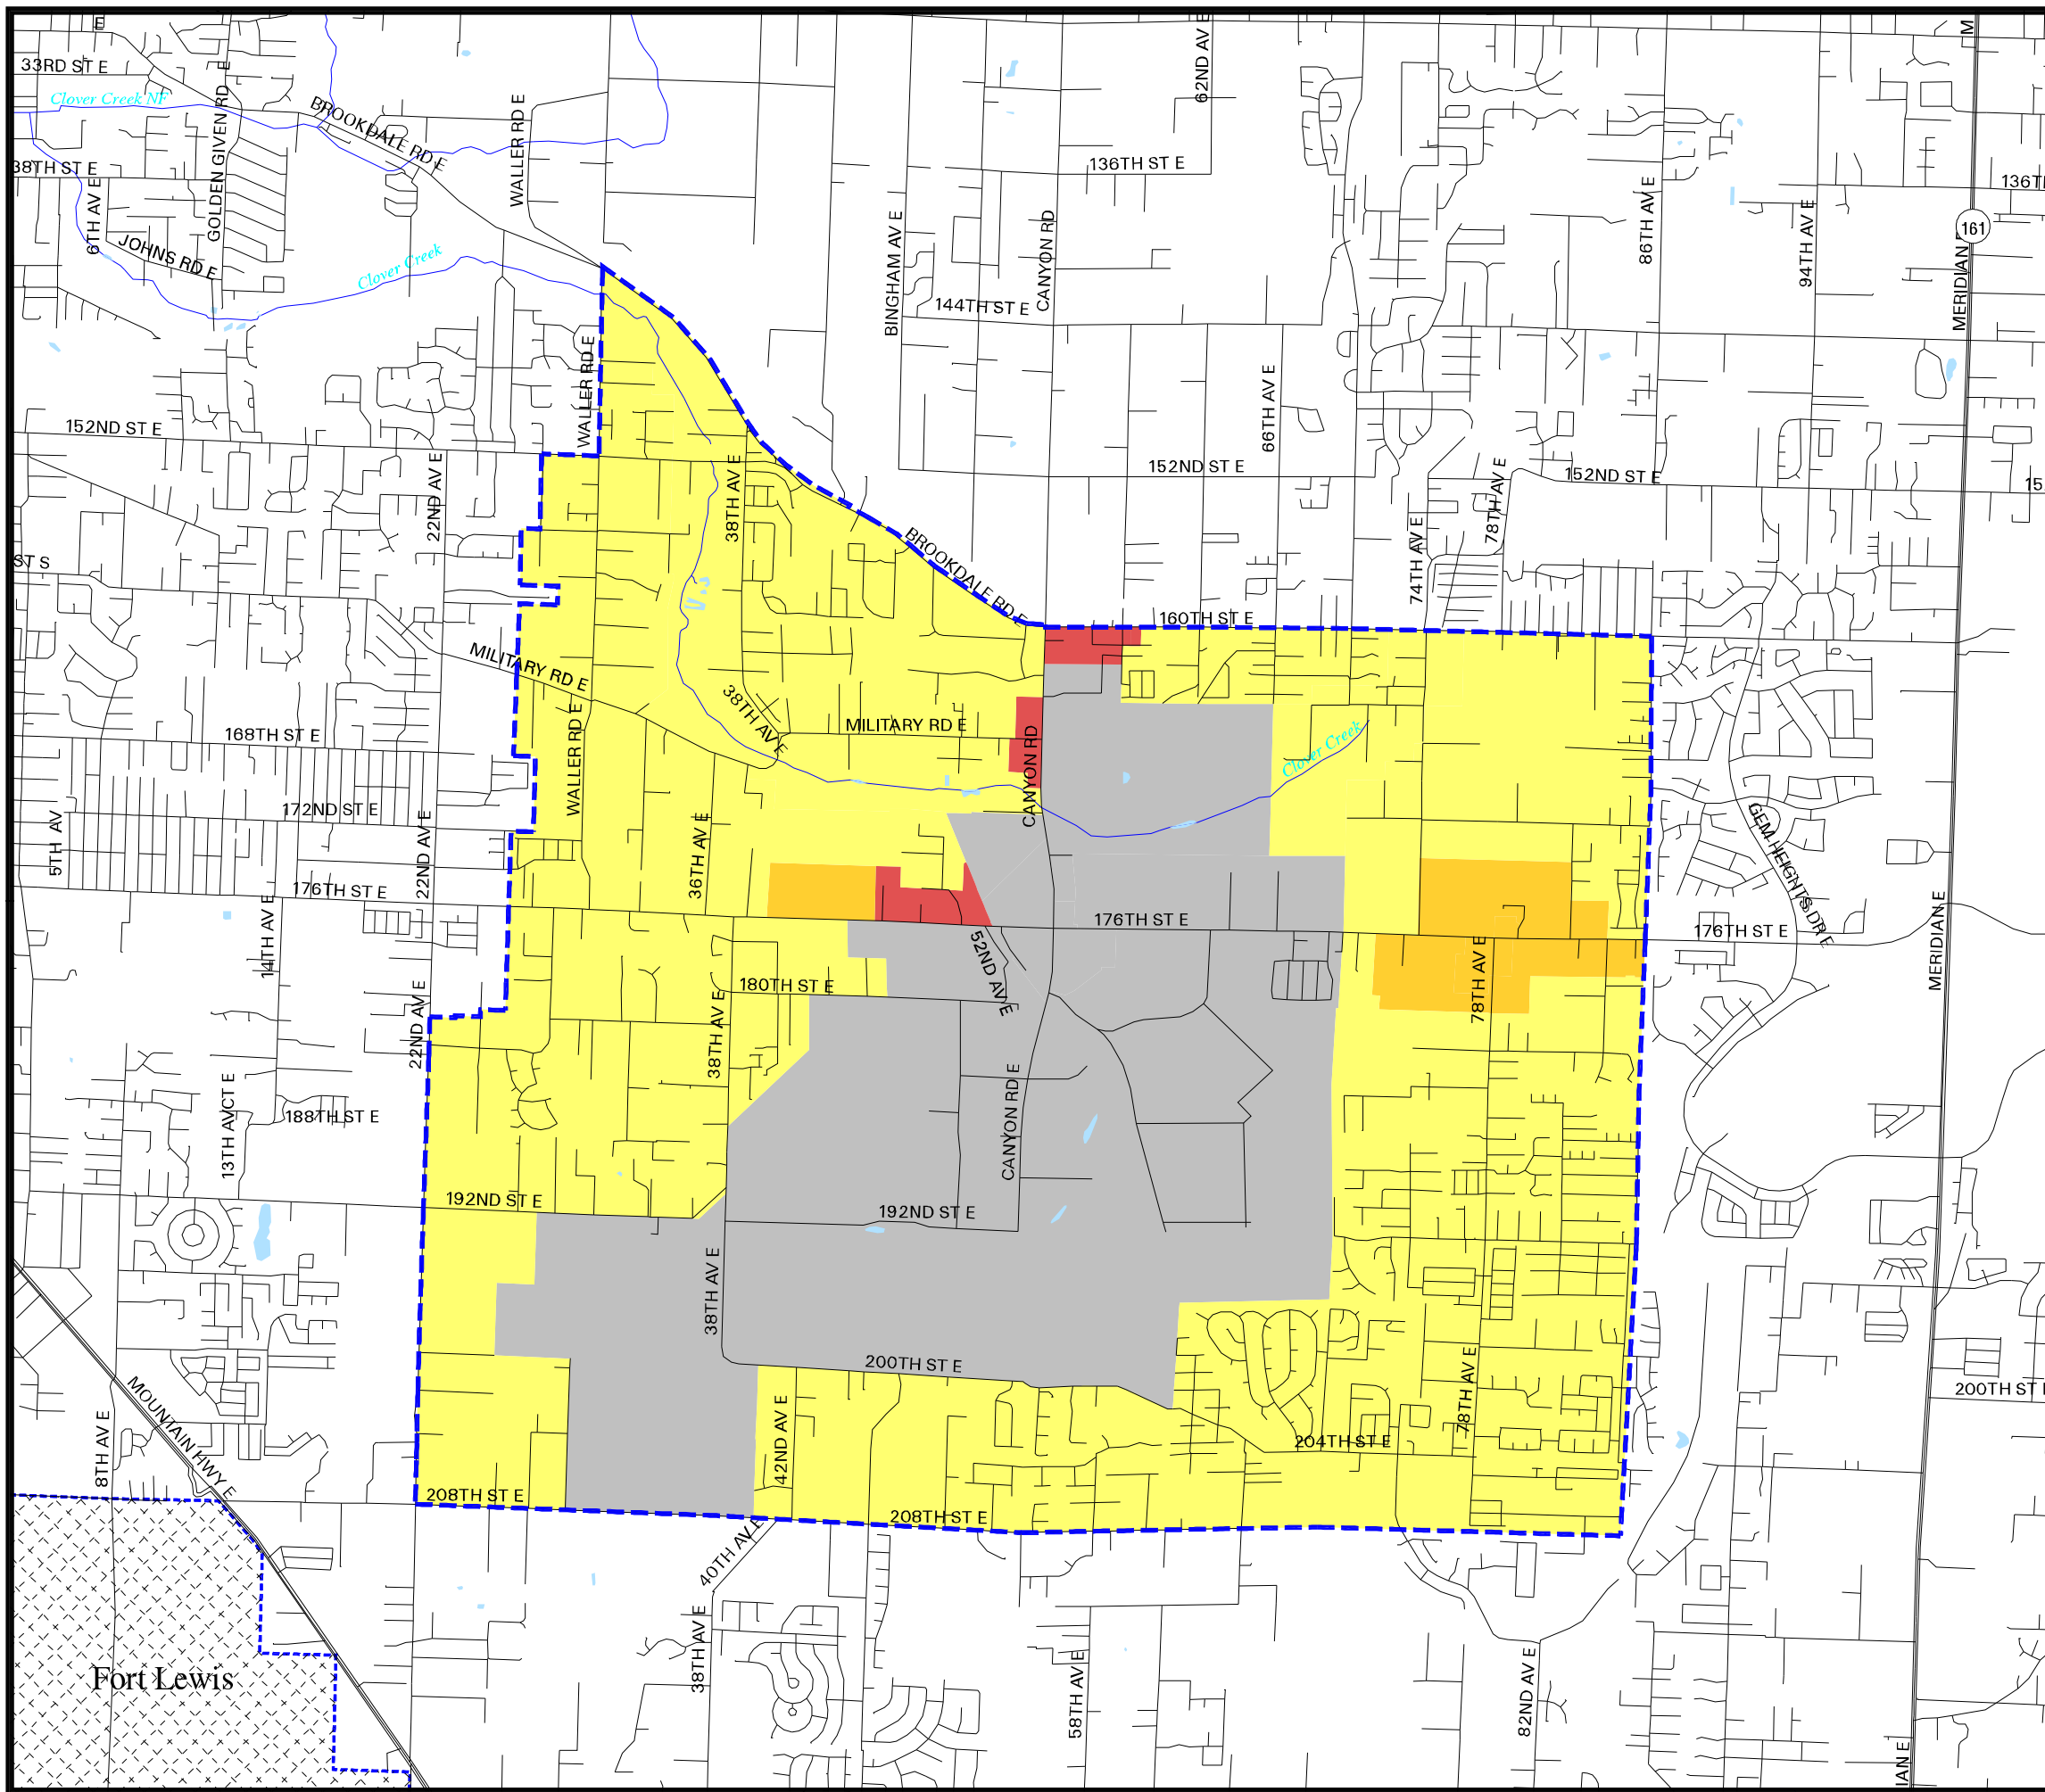 E
62ND AV E
M
33RD ST E
Clover Creek NF
GOLDEN GIVEN RD E
BROOKDALE RD E
WALLER RD E
136TH ST E
38TH ST E
136TH
6TH AV E
JOHNS RD E
Clover Creek
BINGHAM AV E
CANYON RD
86TH AV E
94TH AV E
161
MERIDIAN E
144TH ST E
WALLER RD E
66TH AV E
152ND ST E
22ND AV E
38TH AV E
152ND ST E
78TH AV E
152ND ST E
15
ST S
BROOKDALE RD E
74TH AV E
160TH ST E
MILITARY RD E
38TH AV E
MILITARY RD E
WALLER RD E
168TH ST E
CANYON RD
Clover Creek
172ND ST E
5TH AV
22ND AV E
36TH AV E
GEM HEIGHTS DR E
176TH ST E
14TH AV E
176TH ST E
176TH ST E
MERIDIAN E
52ND AV E
78TH AV E
180TH ST E
22ND AV E
38TH AV E
13TH AVCT E
188TH ST E
CANYON RD E
192ND ST E
192ND ST E
38TH AV E
200TH ST E
78TH AV E
200TH ST
MOUNTAIN HWY E
8TH AV E
42ND AV E
204TH ST E
208TH ST E
208TH ST E
40TH AV E
38TH AV E
58TH AV E
82ND AV E
Fort Lewis
IAN E